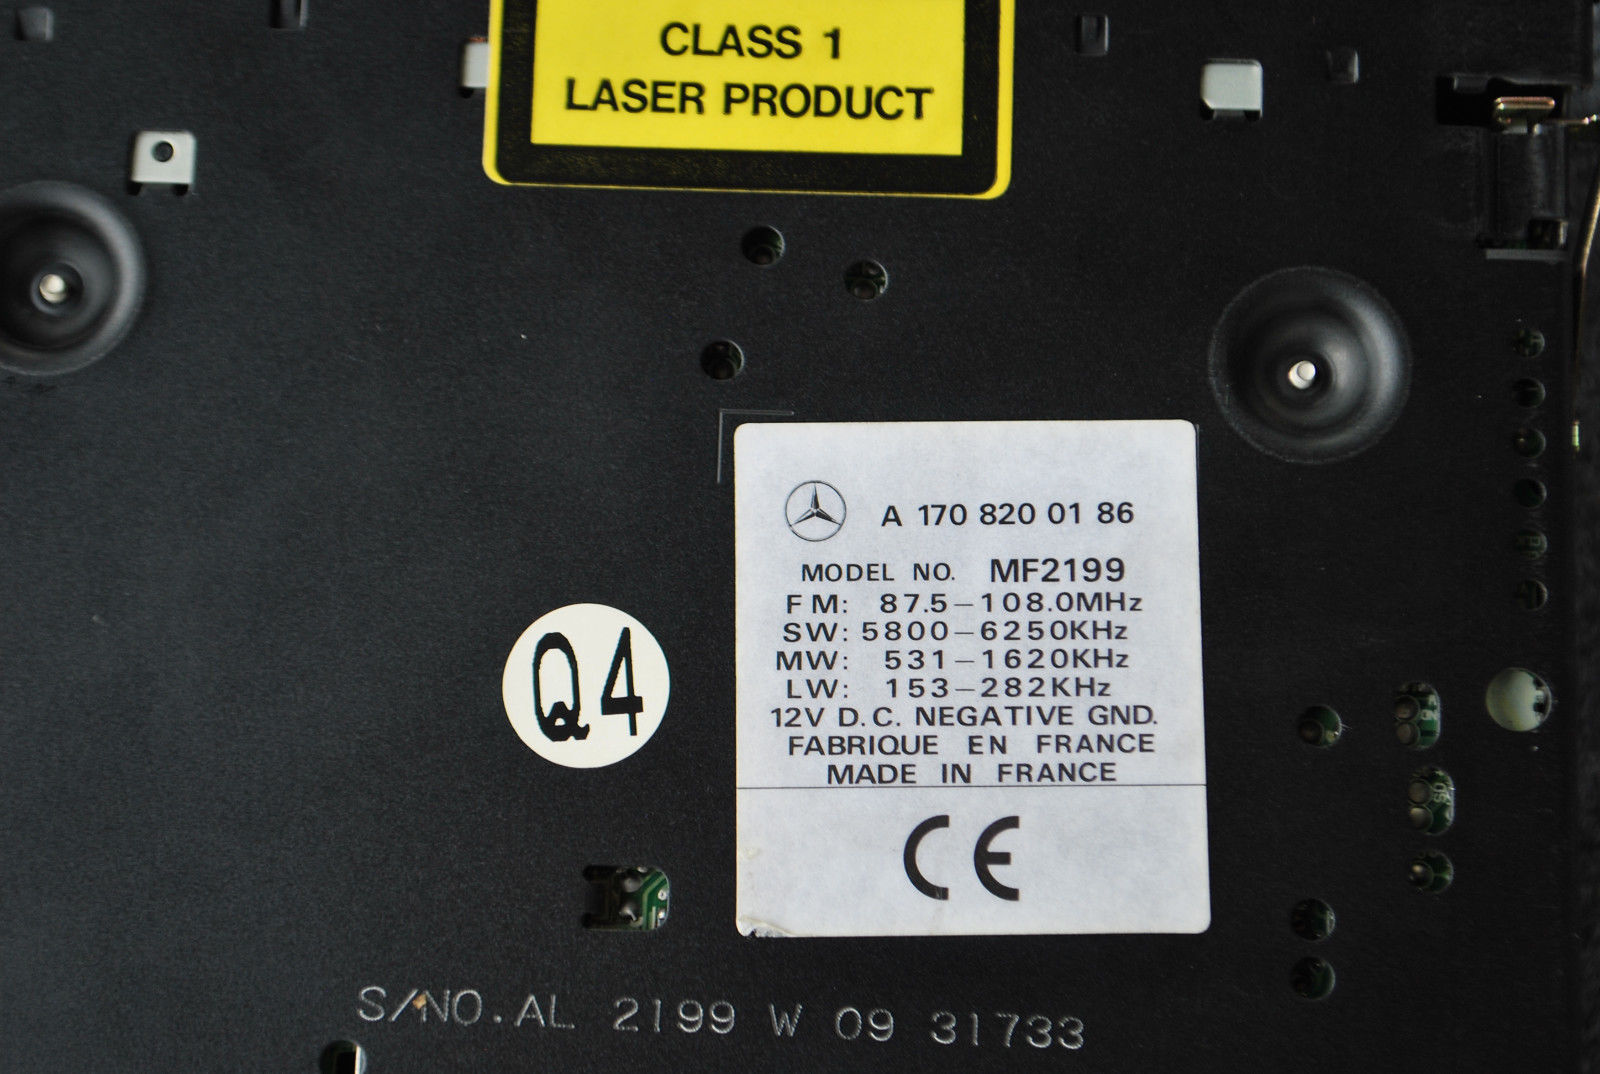 CLASS 1
LASER PRODUCT
A 170 820 01 86
MODEL NO. MF2199
FM: 87.5-108.0MHz
SW: 5800-6250KHz
MW: 531-1620KHz
LW: 153-282KHz
12V D.C. NEGATIVE GND.
FABRIQUE EN FRANCE
MADE IN FRANCE
CE
Q4
S/NO.AL 2199 W 09 31733